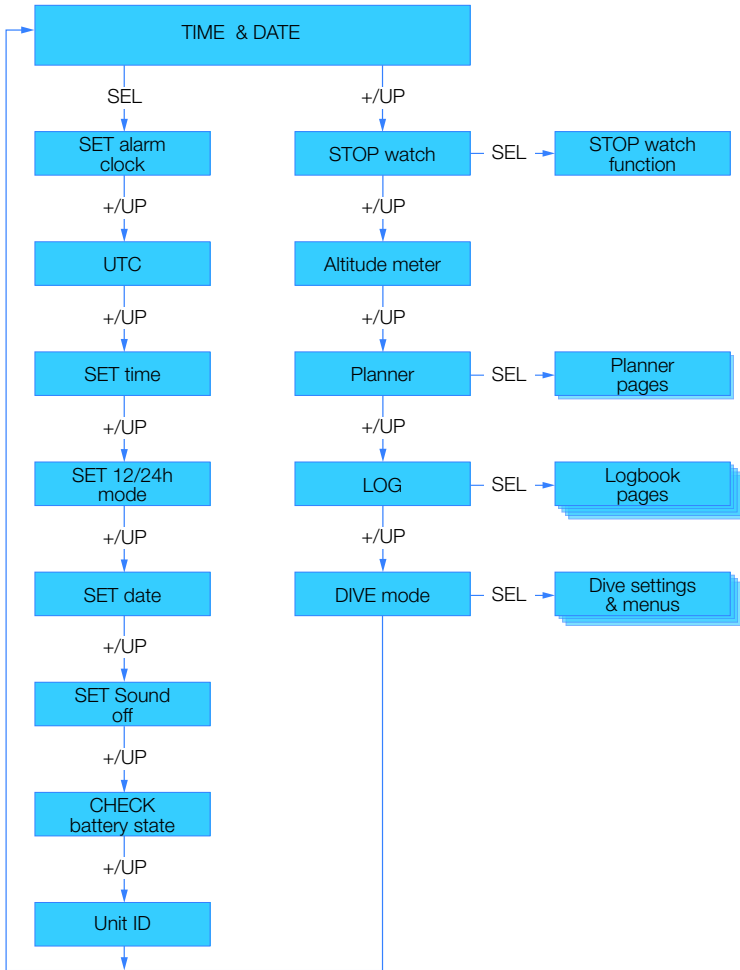 TIME & DATE
SEL
+/UP
SET alarm
clock
STOP watch
SEL
STOP watch
function
+/UP
+/UP
UTC
Altitude meter
+/UP
+/UP
SET time
Planner
SEL
Planner
pages
+/UP
+/UP
SET 12/24h
mode
LOG
SEL
Logbook
pages
+/UP
+/UP
SET date
DIVE mode
SEL
Dive settings
& menus
+/UP
SET Sound
off
+/UP
CHECK
battery state
+/UP
Unit ID